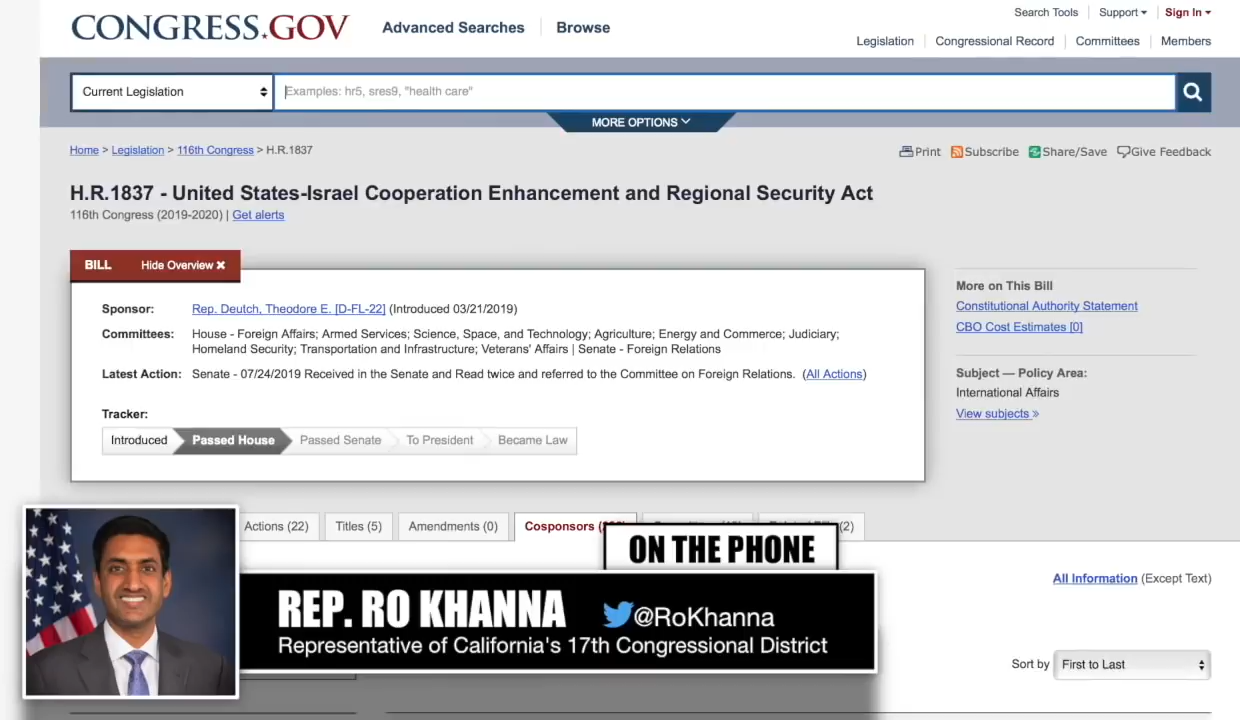 CONGRESS.GOV
Advanced Searches
Browse
Search Tools
Support
Sign In
Legislation
Congressional Record
Committees
Members
Current Legislation
Examples: hr5, sres9, "health care"
MORE OPTIONS
Home > Legislation > 116th Congress > H.R.1837
Print
Subscribe
Share/Save
Give Feedback
H.R.1837 - United States-Israel Cooperation Enhancement and Regional Security Act
116th Congress (2019-2020) | Get alerts
BILL
Hide Overview ×
Sponsor: Rep. Deutch, Theodore E. [D-FL-22] (Introduced 03/21/2019)
Committees: House - Foreign Affairs; Armed Services; Science, Space, and Technology; Agriculture; Energy and Commerce; Judiciary;
Homeland Security; Transportation and Infrastructure; Veterans' Affairs | Senate - Foreign Relations
Latest Action: Senate - 07/24/2019 Received in the Senate and Read twice and referred to the Committee on Foreign Relations. (All Actions)
Tracker:
Introduced
Passed House
Passed Senate
To President
Became Law
More on This Bill
Constitutional Authority Statement
CBO Cost Estimates [0]
Subject — Policy Area:
International Affairs
View subjects »
Actions (22)
Titles (5)
Amendments (0)
Cosponsors
(2)
ON THE PHONE
All Information (Except Text)
REP. RO KHANNA
@RoKhanna
Representative of California's 17th Congressional District
Sort by
First to Last